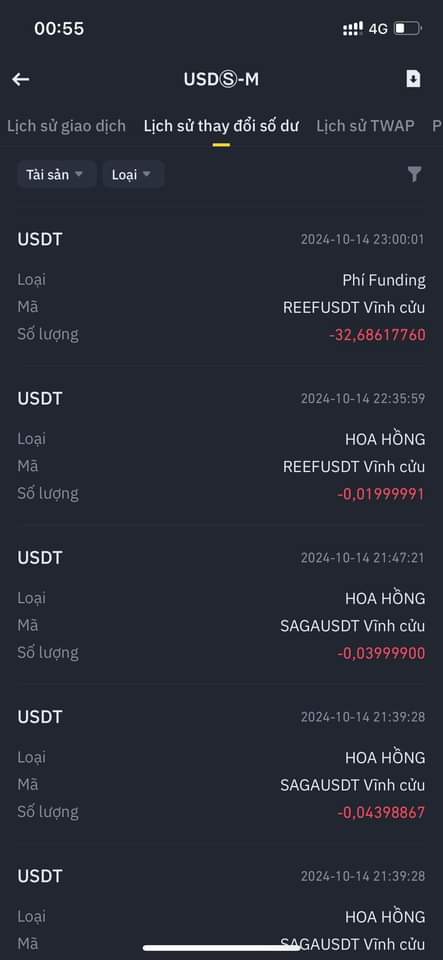 00:55 4G
USDⓈ-M
Lịch sử giao dịch Lịch sử thay đổi số dư Lịch sử TWAP P
Tài sản Loại
USDT 2024-10-14 23:00:01
Loại Phí Funding
Mã REEFUSDT Vĩnh cửu
Số lượng -32,68617760
USDT 2024-10-14 22:35:59
Loại HOA HỒNG
Mã REEFUSDT Vĩnh cửu
Số lượng -0,01999991
USDT 2024-10-14 21:47:21
Loại HOA HỒNG
Mã SAGAUSDT Vĩnh cửu
Số lượng -0,03999900
USDT 2024-10-14 21:39:28
Loại HOA HỒNG
Mã SAGAUSDT Vĩnh cửu
Số lượng -0,04398867
USDT 2024-10-14 21:39:28
Loại HOA HỒNG
Mã SAGAUSDT Vĩnh cửu